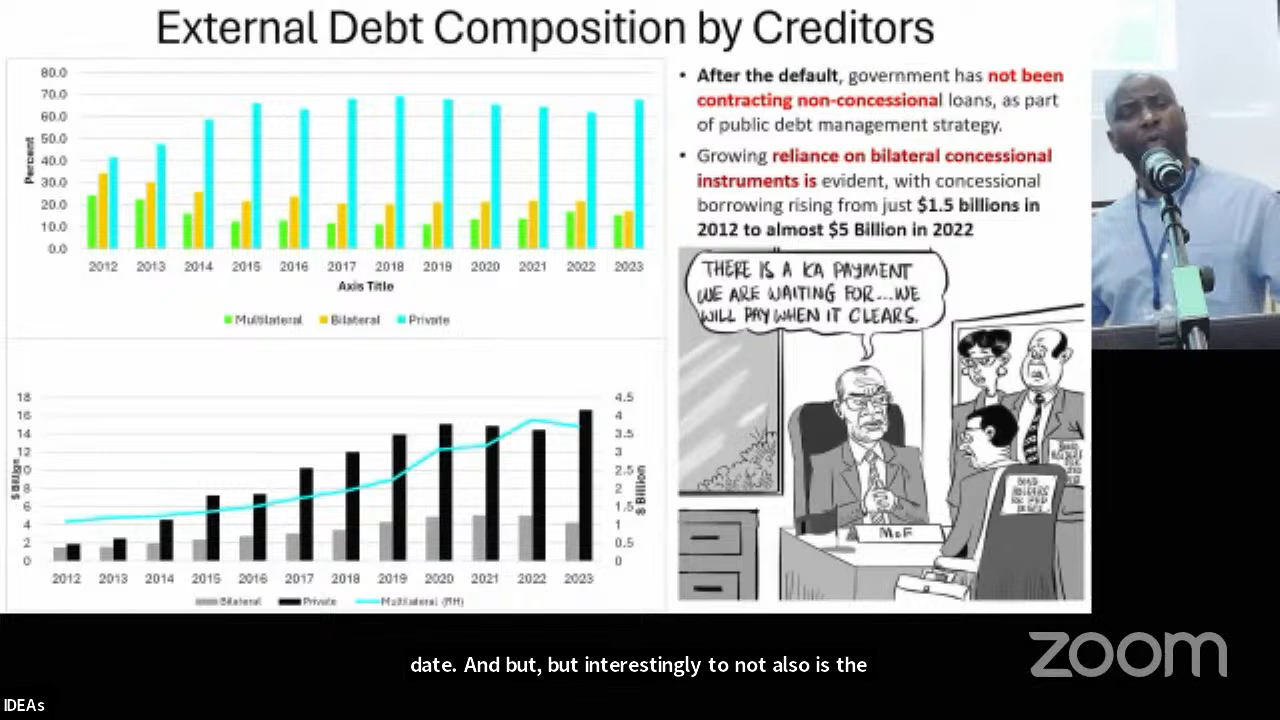 External Debt Composition by Creditors
80.0
70.0
60.0
50.0
40.0
30.0
20.0
10.0
0.0
Percent
2012 2013 2014 2015 2016 2017 2018 2019 2020 2021 2022 2023
Axis Title
Multilateral Bilateral Private
• After the default, government has not been
contracting non-concessional loans, as part
of public debt management strategy.
• Growing reliance on bilateral concessional
instruments is evident, with concessional
borrowing rising from just $1.5 billions in
2012 to almost $5 Billion in 2022
THERE IS A KA PAYMENT
WE ARE WAITING FOR...WE
WILL PAY WHEN IT CLEARS.
MoF
18
16
14
12
10
8
6
4
2
0
$ Billion
4.5
4
3.5
3
2.5
2
1.5
1
0.5
0
$ Billion
2012 2013 2014 2015 2016 2017 2018 2019 2020 2021 2022 2023
Bilateral Private Multilateral (RH)
date. And but, but interestingly to not also is the
zoom
IDEAs